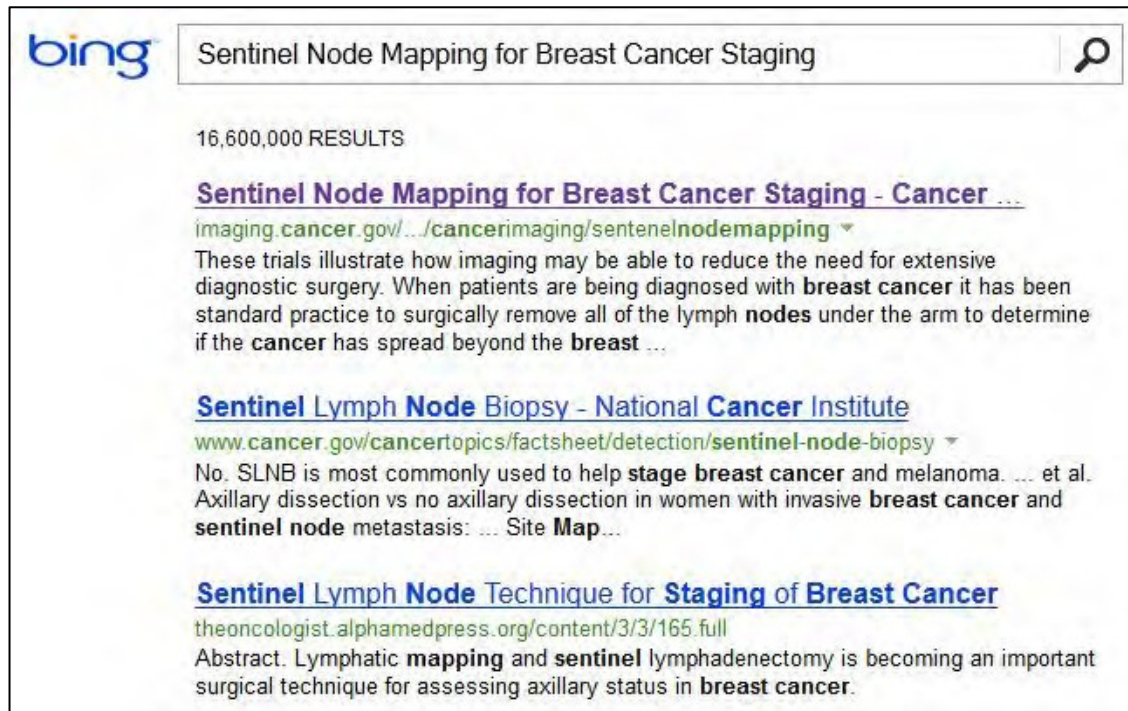 bing
Sentinel Node Mapping for Breast Cancer Staging
16,600,000 RESULTS
Sentinel Node Mapping for Breast Cancer Staging - Cancer ...
imaging.cancer.gov/.../cancerimaging/sentenelnodemapping
These trials illustrate how imaging may be able to reduce the need for extensive
diagnostic surgery. When patients are being diagnosed with breast cancer it has been
standard practice to surgically remove all of the lymph nodes under the arm to determine
if the cancer has spread beyond the breast ...
Sentinel Lymph Node Biopsy - National Cancer Institute
www.cancer.gov/cancertopics/factsheet/detection/sentinel-node-biopsy
No. SLNB is most commonly used to help stage breast cancer and melanoma. ... et al.
Axillary dissection vs no axillary dissection in women with invasive breast cancer and
sentinel node metastasis: ... Site Map...
Sentinel Lymph Node Technique for Staging of Breast Cancer
theoncologist.alphamedpress.org/content/3/3/165.full
Abstract. Lymphatic mapping and sentinel lymphadenectomy is becoming an important
surgical technique for assessing axillary status in breast cancer.